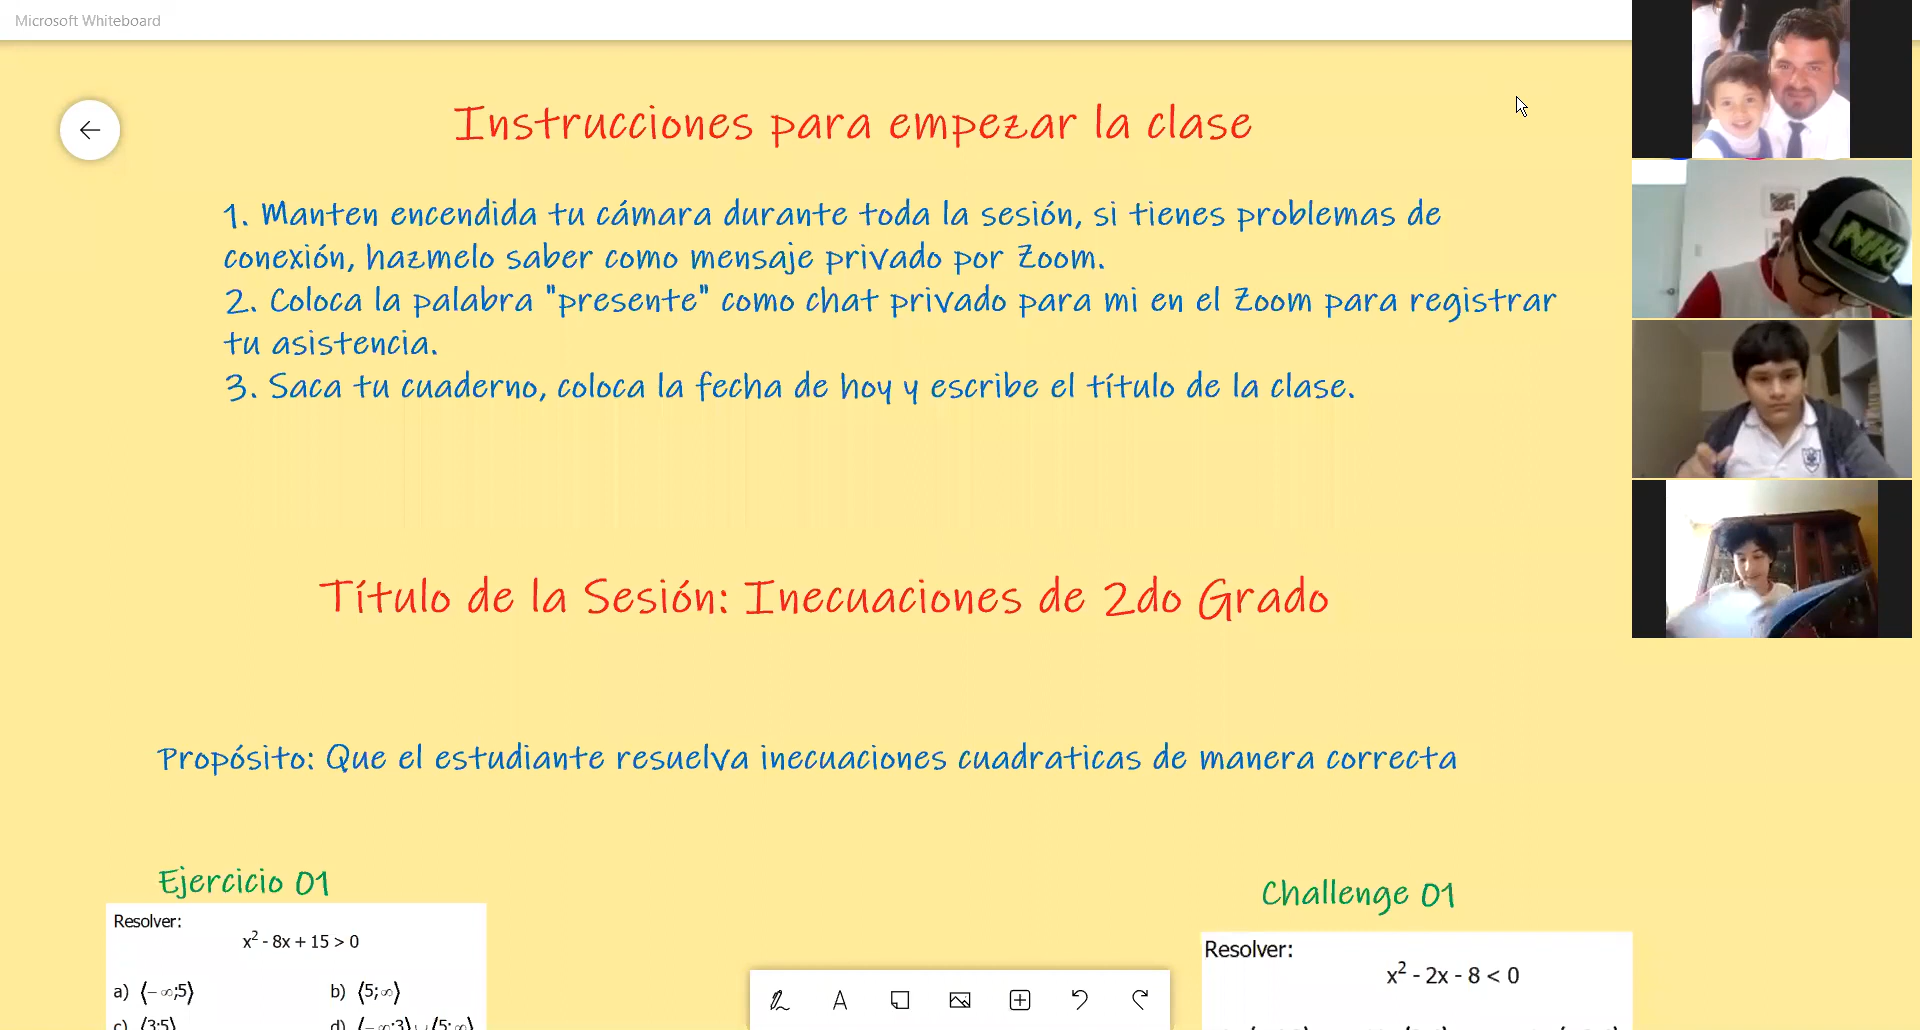 Microsoft Whiteboard
Instrucciones para empezar la clase
1. Manten encendida tu cámara durante toda la sesión, si tienes problemas de
conexión, hazmelo saber como mensaje privado por Zoom.
2. Coloca la palabra "presente" como chat privado para mi en el Zoom para registrar
tu asistencia.
3. Saca tu cuaderno, coloca la fecha de hoy y escribe el título de la clase.
Título de la Sesión: Inecuaciones de 2do Grado
Propósito: Que el estudiante resuelva inecuaciones cuadraticas de manera correcta
Ejercicio 01
Resolver:
x² - 8x + 15 > 0
a) ⟨-∞;5⟩ b) ⟨5;∞⟩
c) ⟨3;5⟩ d) ⟨-∞;3⟩∪⟨5;∞⟩
Challenge 01
Resolver:
x² - 2x - 8 < 0